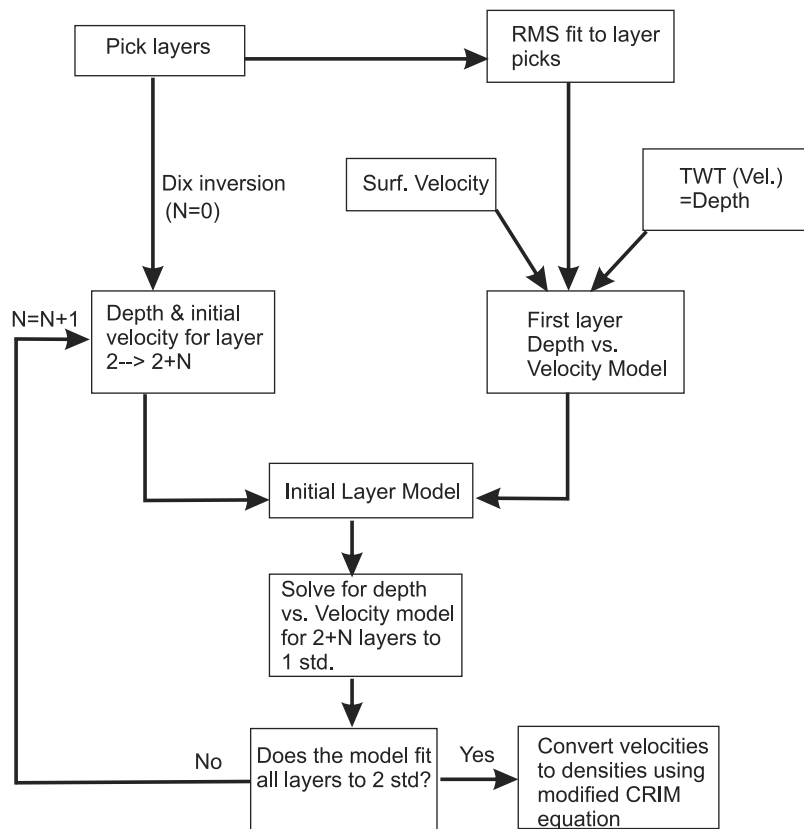 Pick layers
RMS fit to layer
picks
Dix inversion
(N=0)
Surf. Velocity
TWT (Vel.)
=Depth
N=N+1
Depth & initial
velocity for layer
2--> 2+N
First layer
Depth vs.
Velocity Model
Initial Layer Model
Solve for depth
vs. Velocity model
for 2+N layers to
1 std.
No
Does the model fit
all layers to 2 std?
Yes
Convert velocities
to densities using
modified CRIM
equation